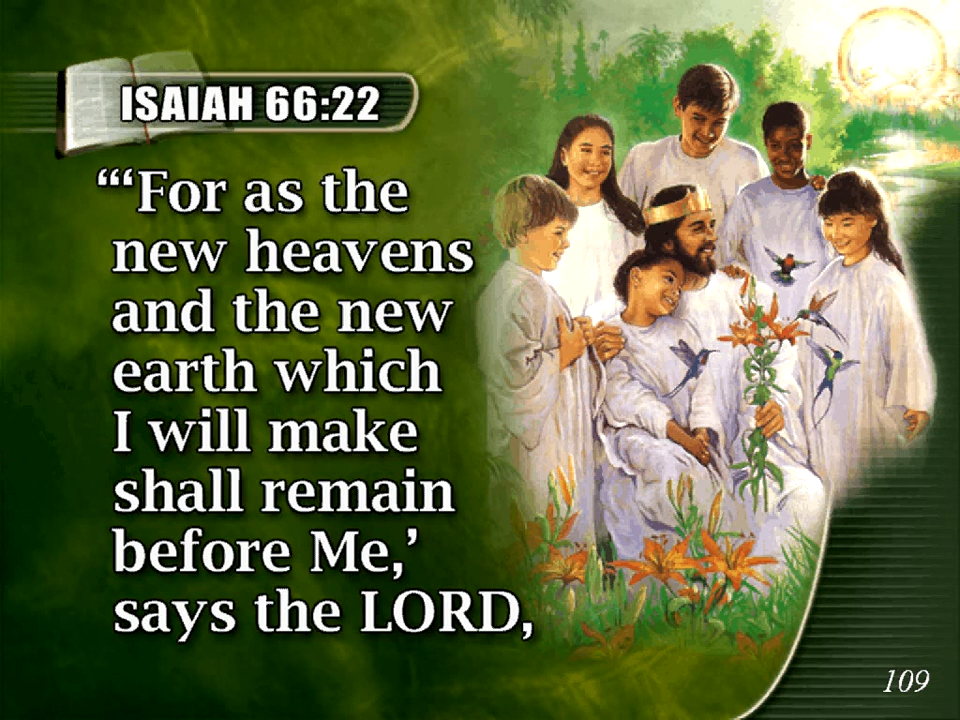 ISAIAH 66:22
“‘For as the
new heavens
and the new
earth which
I will make
shall remain
before Me,’
says the LORD,
109